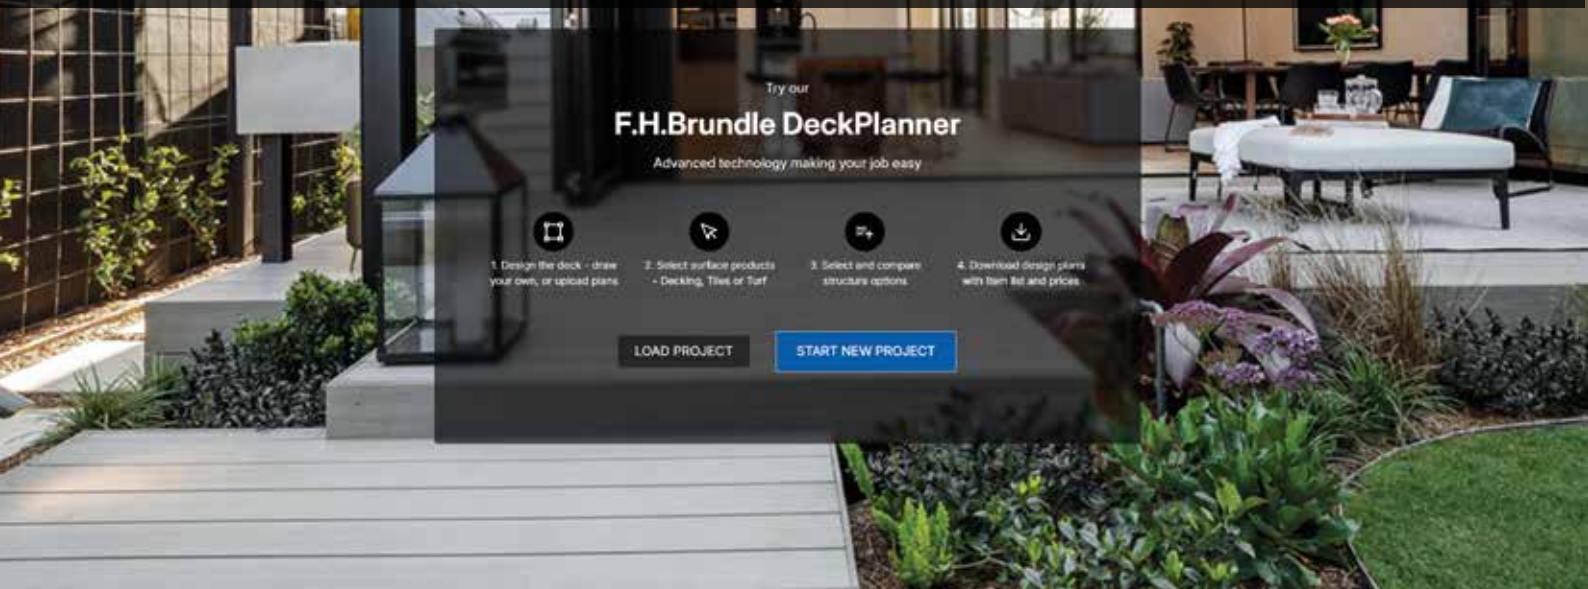 Try our
F.H.Brundle DeckPlanner
Advanced technology making your job easy
1. Design the deck - draw
your own, or upload plans
2. Select surface products
- Decking, Tiles or Turf
3. Select and compare
structure options
4. Download design plans
with item list and prices
LOAD PROJECT
START NEW PROJECT